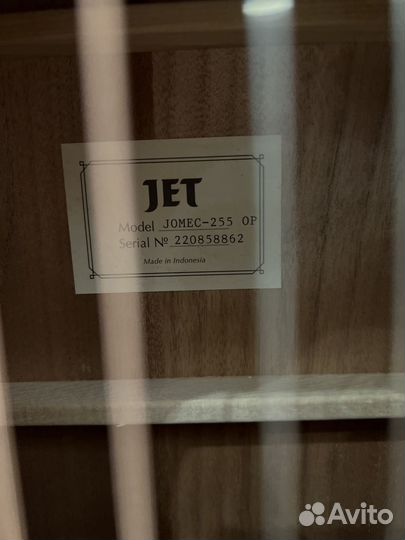 JET
Model JOMEC-255 OP
Serial № 220858862
Made in Indonesia
Avito